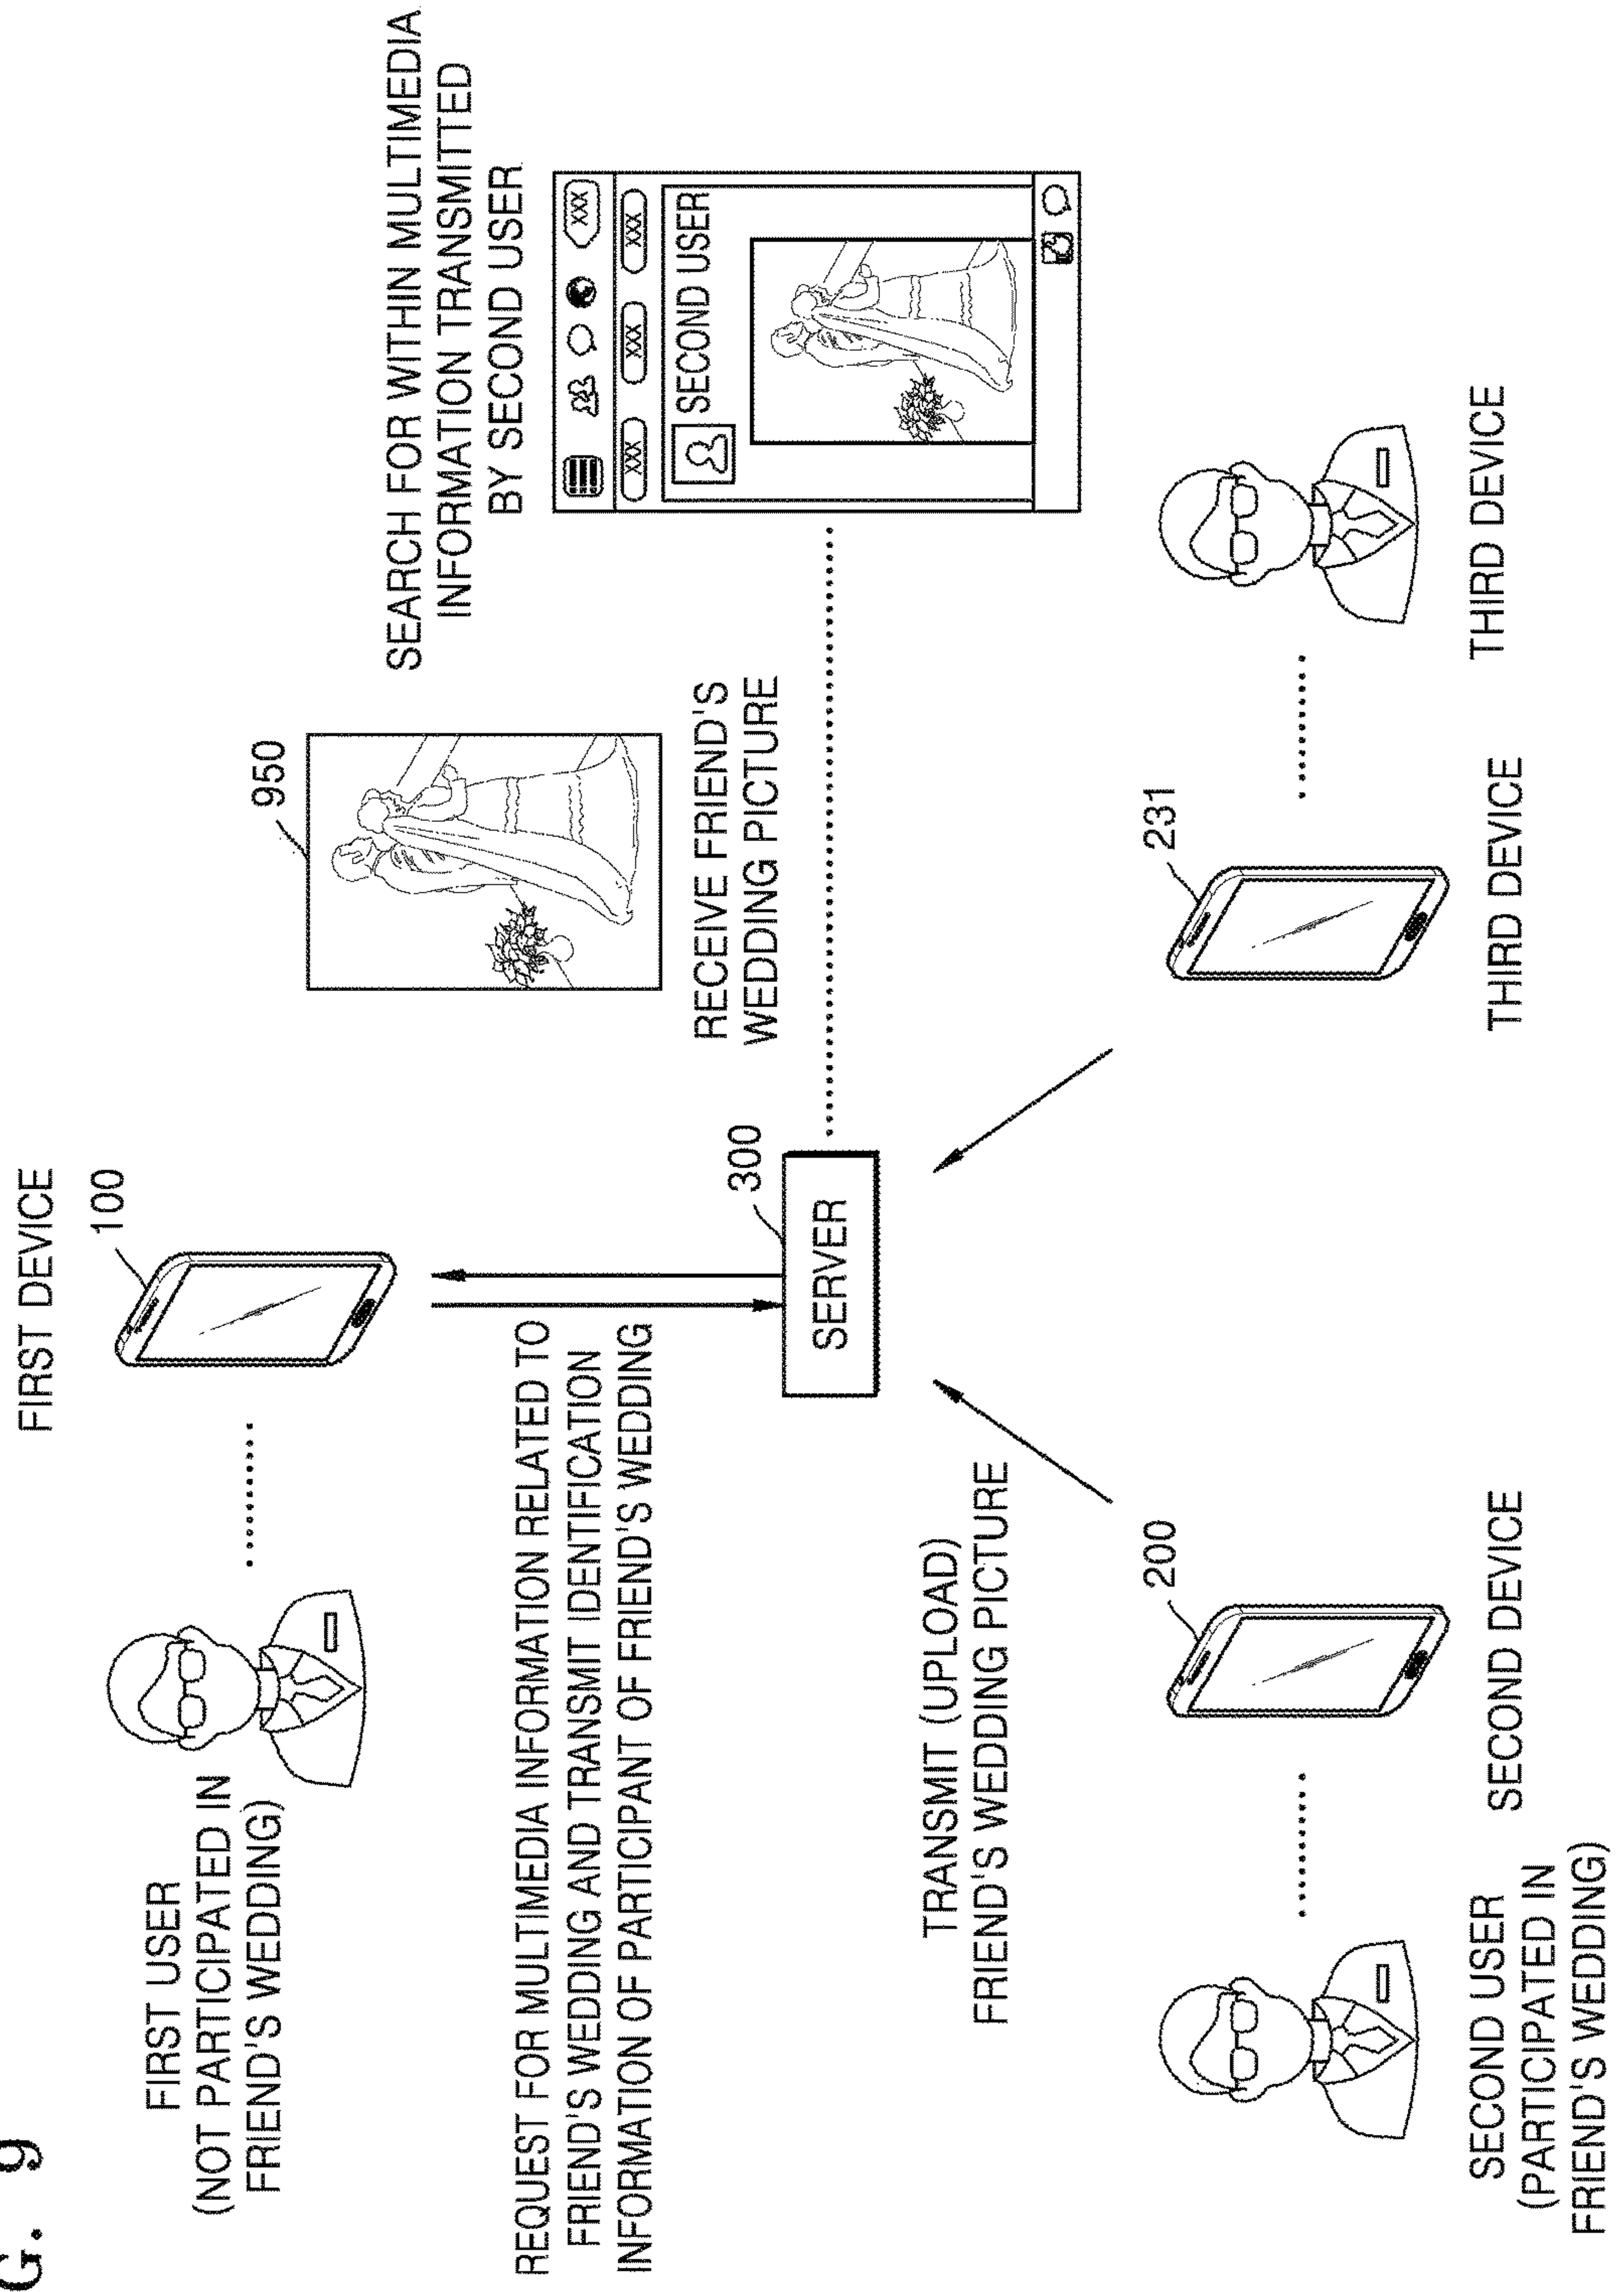 G. 9
FIRST DEVICE
100
FIRST USER
(NOT PARTICIPATED IN
FRIEND'S WEDDING)
950
RECEIVE FRIEND'S
WEDDING PICTURE
SEARCH FOR WITHIN MULTIMEDIA
INFORMATION TRANSMITTED
BY SECOND USER
XXX
XXX
XXX
XXX
SECOND USER
REQUEST FOR MULTIMEDIA INFORMATION RELATED TO
FRIEND'S WEDDING AND TRANSMIT IDENTIFICATION
INFORMATION OF PARTICIPANT OF FRIEND'S WEDDING
300
SERVER
TRANSMIT (UPLOAD)
FRIEND'S WEDDING PICTURE
200
231
SECOND USER
(PARTICIPATED IN
FRIEND'S WEDDING)
SECOND DEVICE
THIRD DEVICE
THIRD DEVICE